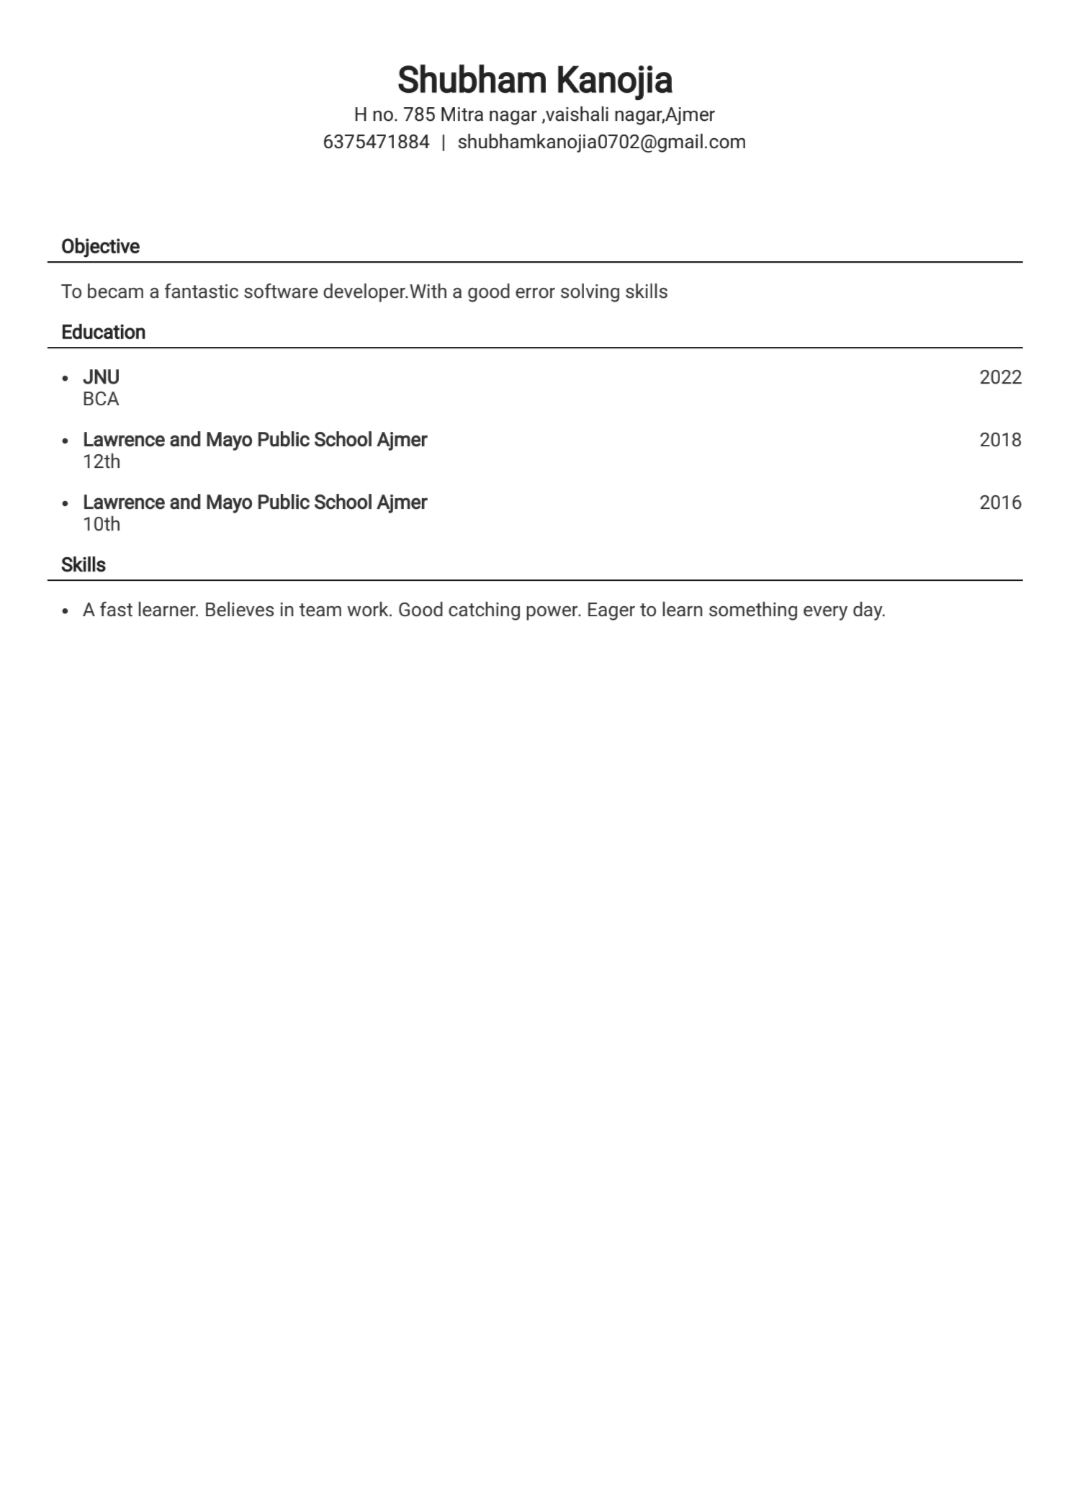 Shubham Kanojia
H no. 785 Mitra nagar ,vaishali nagar,Ajmer
6375471884 | shubhamkanojia0702@gmail.com
Objective
To becam a fantastic software developer.With a good error solving skills
Education
• JNU 2022
BCA
• Lawrence and Mayo Public School Ajmer 2018
12th
• Lawrence and Mayo Public School Ajmer 2016
10th
Skills
• A fast learner. Believes in team work. Good catching power. Eager to learn something every day.